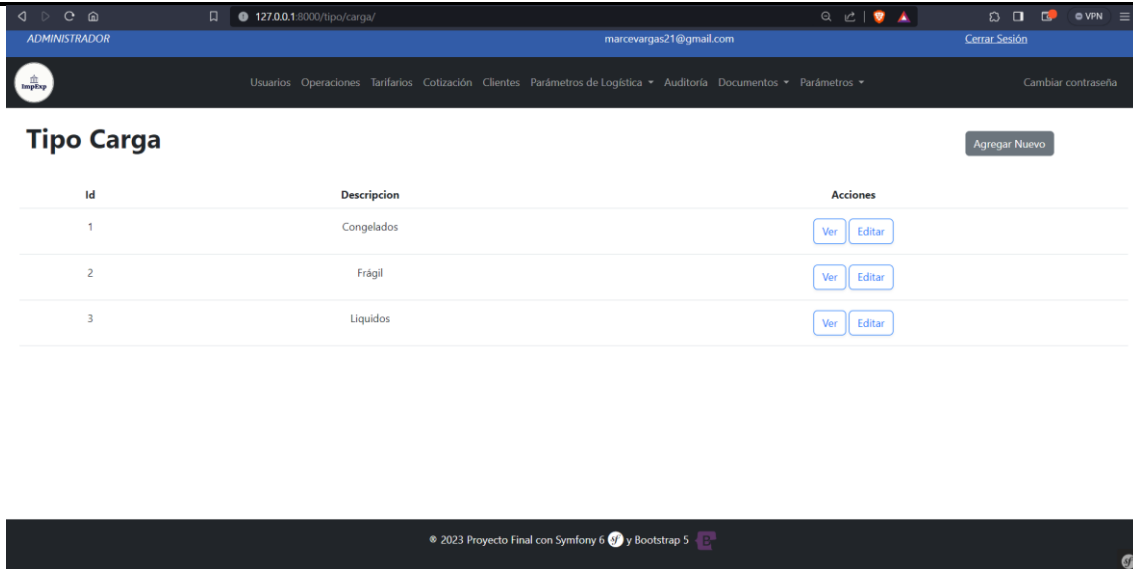 127.0.0.1:8000/tipo/carga/ VPN
ADMINISTRADOR marcevargas21@gmail.com Cerrar Sesión
ImpExp Usuarios Operaciones Tarifarios Cotización Clientes Parámetros de Logística Auditoría Documentos Parámetros Cambiar contraseña
Tipo Carga Agregar Nuevo
Id Descripcion Acciones
1 Congelados Ver Editar
2 Frágil Ver Editar
3 Liquidos Ver Editar
® 2023 Proyecto Final con Symfony 6 sf y Bootstrap 5 B
sf